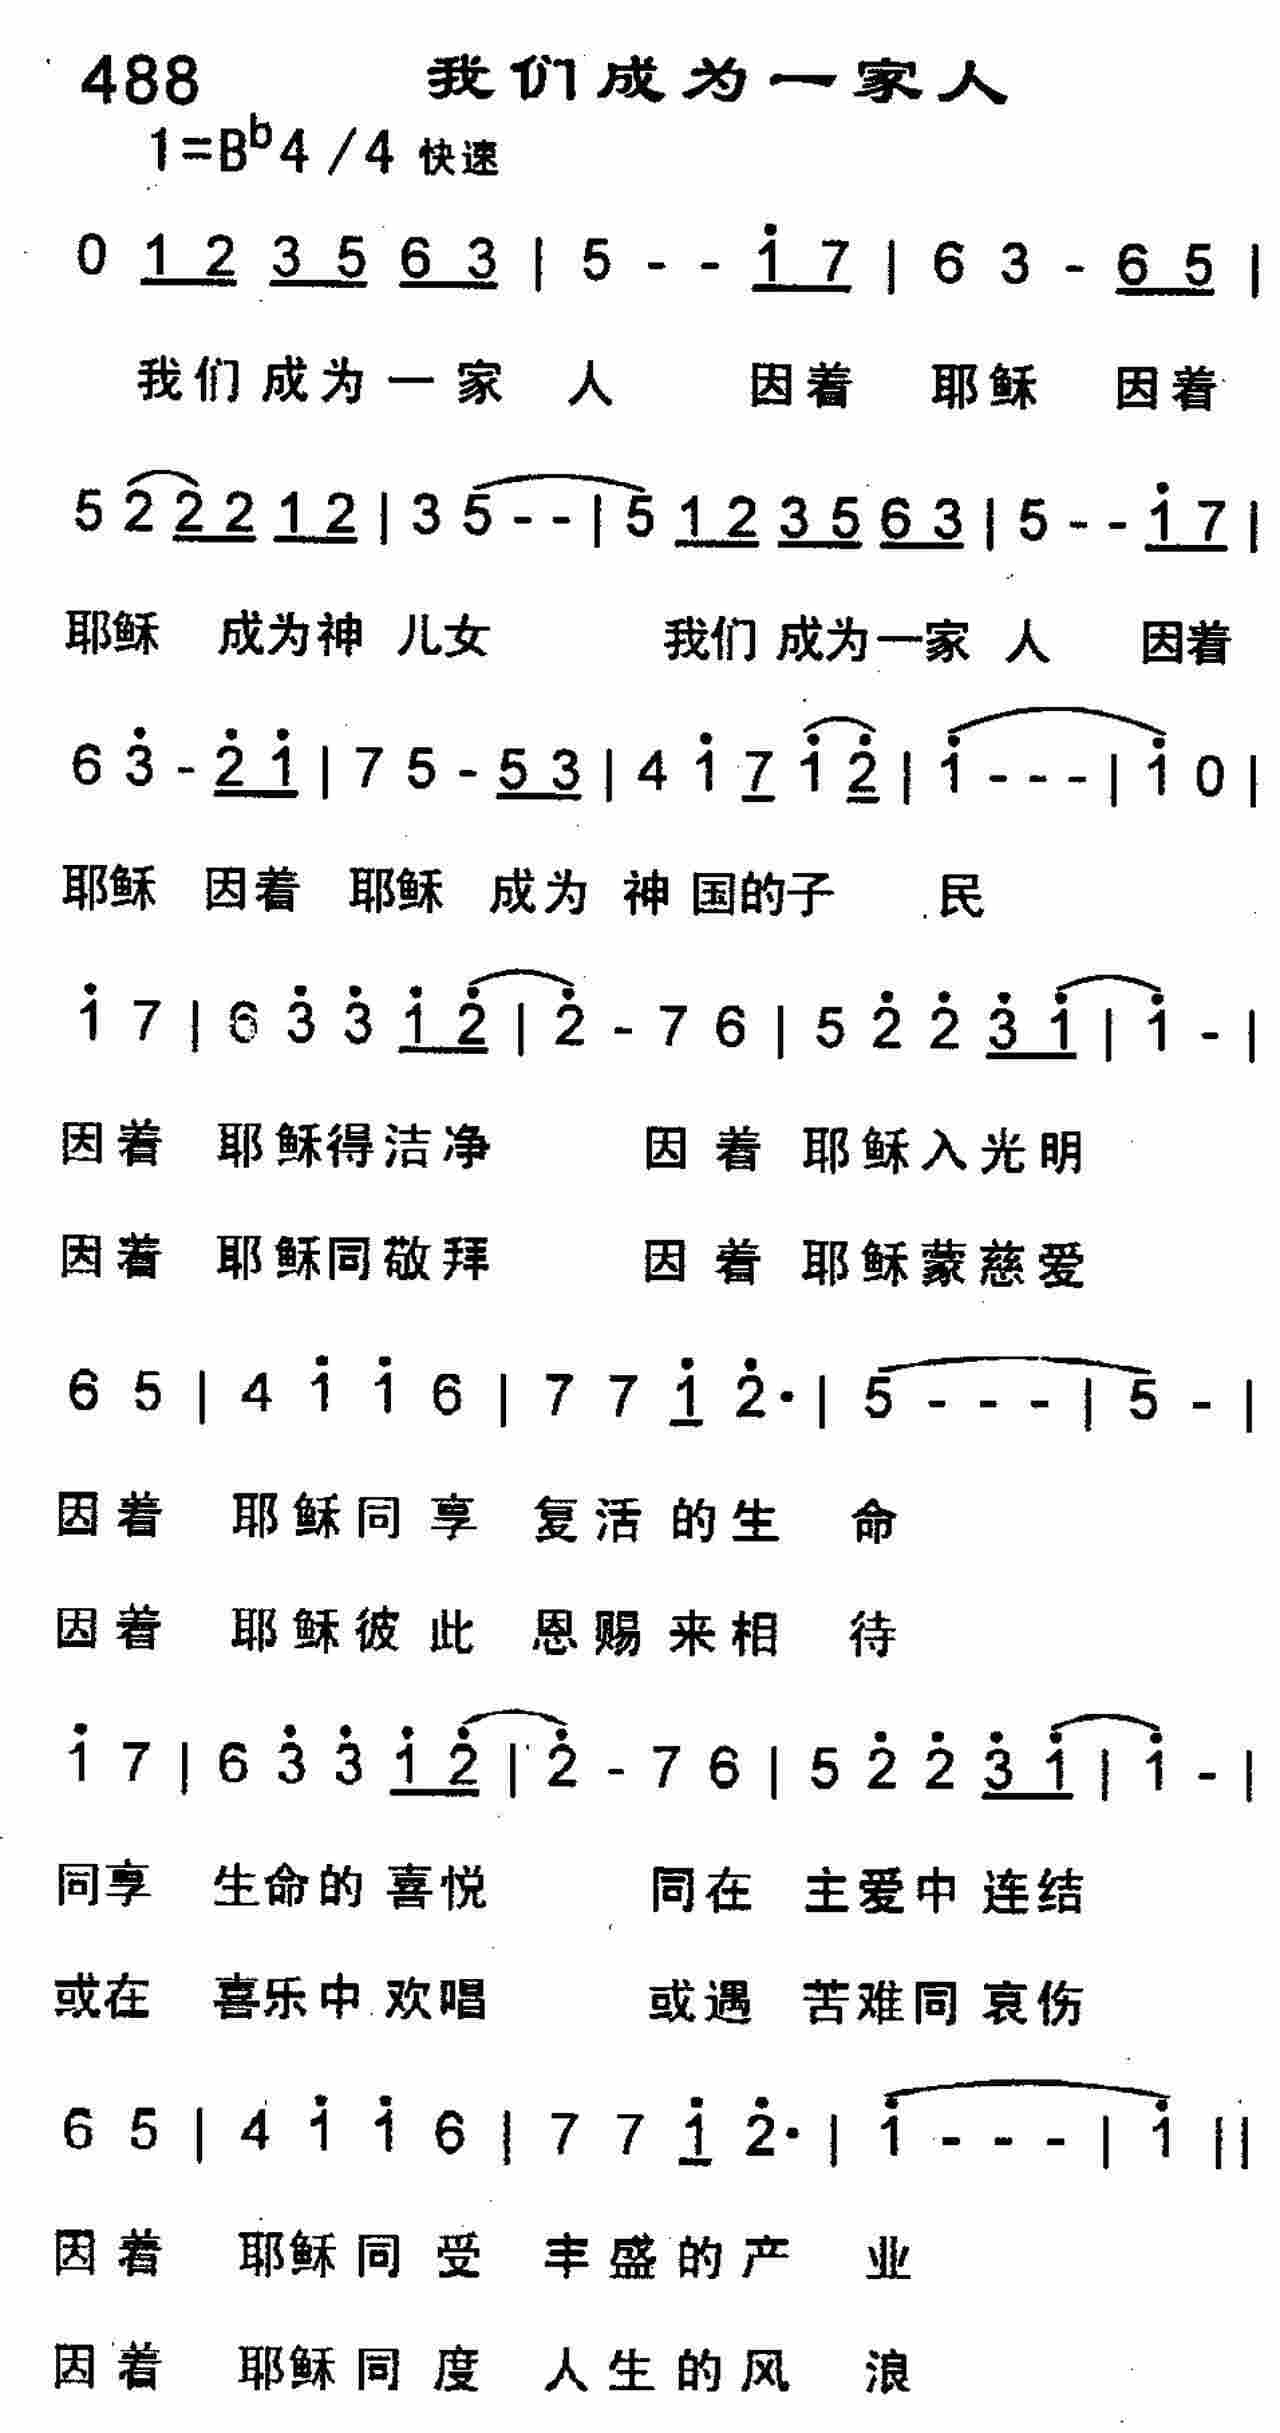 488 我们成为一家人
1=B♭4/4 快速
0 1 2 3 5 6 3 | 5 - - 1̇ 7 | 6 3 - 6 5 |
我们成为一家人 因着 耶稣 因着
5 2 2 2 1 2 | 3 5 - - | 5 1 2 3 5 6 3 | 5 - - 1̇ 7 |
耶稣 成为神 儿女 我们成为一家人 因着
6 3̇ - 2̇ 1̇ | 7 5 - 5 3 | 4 1̇ 7 1̇ 2̇ | 1̇ - - - | 1̇ 0 |
耶稣 因着 耶稣 成为 神国的子 民
1̇ 7 | 6 3̇ 3̇ 1̇ 2̇ | 2̇ - 7 6 | 5 2̇ 2̇ 3̇ 1̇ | 1̇ - |
因着 耶稣得洁净 因着 耶稣入光明
因着 耶稣同敬拜 因着 耶稣蒙慈爱
6 5 | 4 1̇ 1̇ 6 | 7 7 1̇ 2̇· | 5 - - - | 5 - |
因着 耶稣同享 复活的生 命
因着 耶稣彼此 恩赐来相 待
1̇ 7 | 6 3̇ 3̇ 1̇ 2̇ | 2̇ - 7 6 | 5 2̇ 2̇ 3̇ 1̇ | 1̇ - |
同享 生命的喜悦 同在 主爱中连结
或在 喜乐中欢唱 或遇 苦难同哀伤
6 5 | 4 1̇ 1̇ 6 | 7 7 1̇ 2̇· | 1̇ - - - | 1̇ ||
因着 耶稣同受 丰盛的产 业
因着 耶稣同度 人生的风 浪